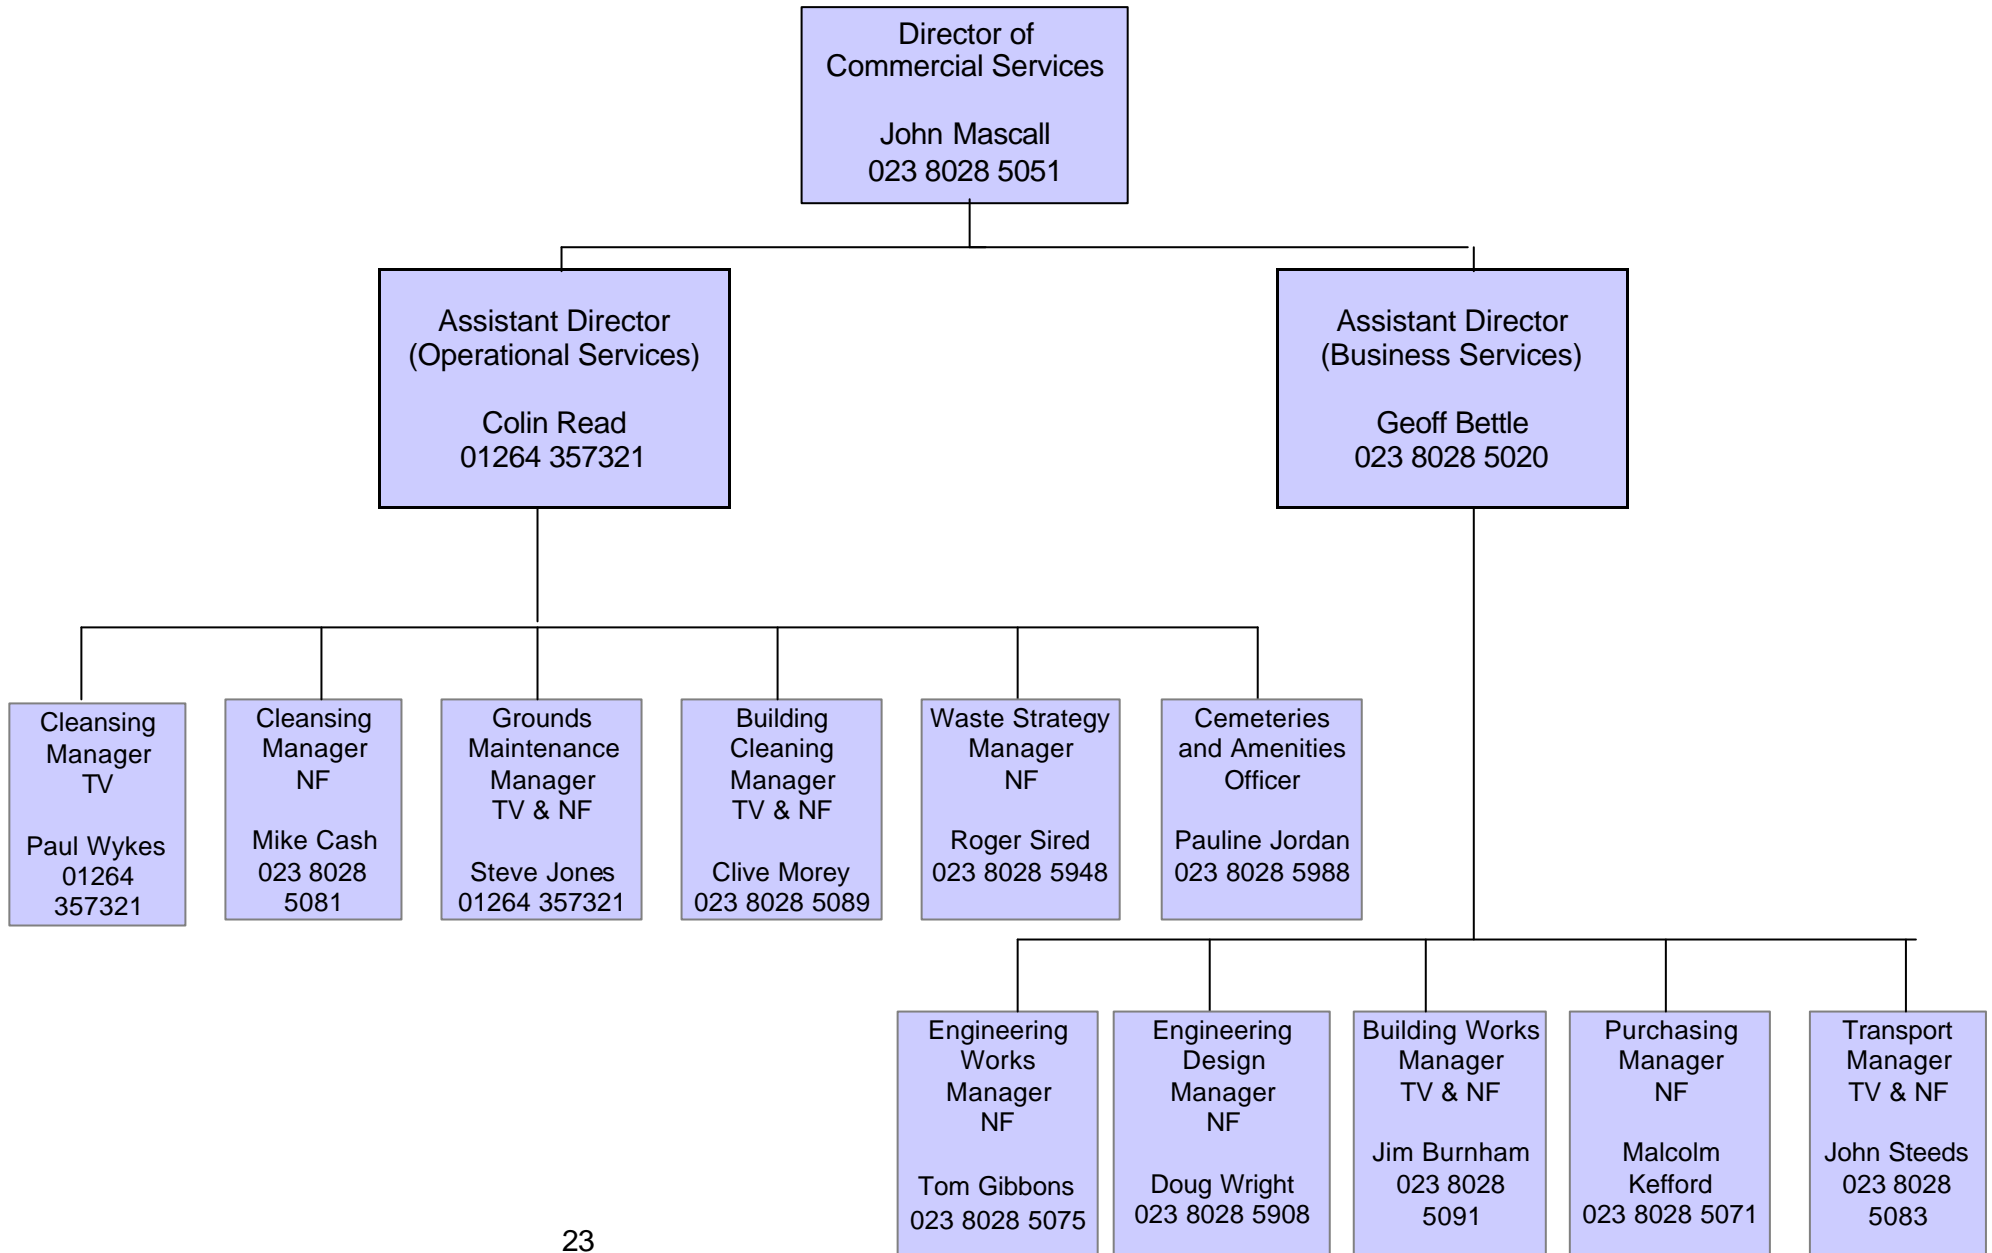 Director of
Commercial Services
John Mascall
023 8028 5051
Assistant Director
(Operational Services)
Colin Read
01264 357321
Assistant Director
(Business Services)
Geoff Bettle
023 8028 5020
Cleansing
Manager
TV
Paul Wykes
01264
357321
Cleansing
Manager
NF
Mike Cash
023 8028
5081
Grounds
Maintenance
Manager
TV & NF
Steve Jones
01264 357321
Building
Cleaning
Manager
TV & NF
Clive Morey
023 8028 5089
Waste Strategy
Manager
NF
Roger Sired
023 8028 5948
Cemeteries
and Amenities
Officer
Pauline Jordan
023 8028 5988
Engineering
Works
Manager
NF
Tom Gibbons
023 8028 5075
Engineering
Design
Manager
NF
Doug Wright
023 8028 5908
Building Works
Manager
TV & NF
Jim Burnham
023 8028
5091
Purchasing
Manager
NF
Malcolm
Kefford
023 8028 5071
Transport
Manager
TV & NF
John Steeds
023 8028
5083
23